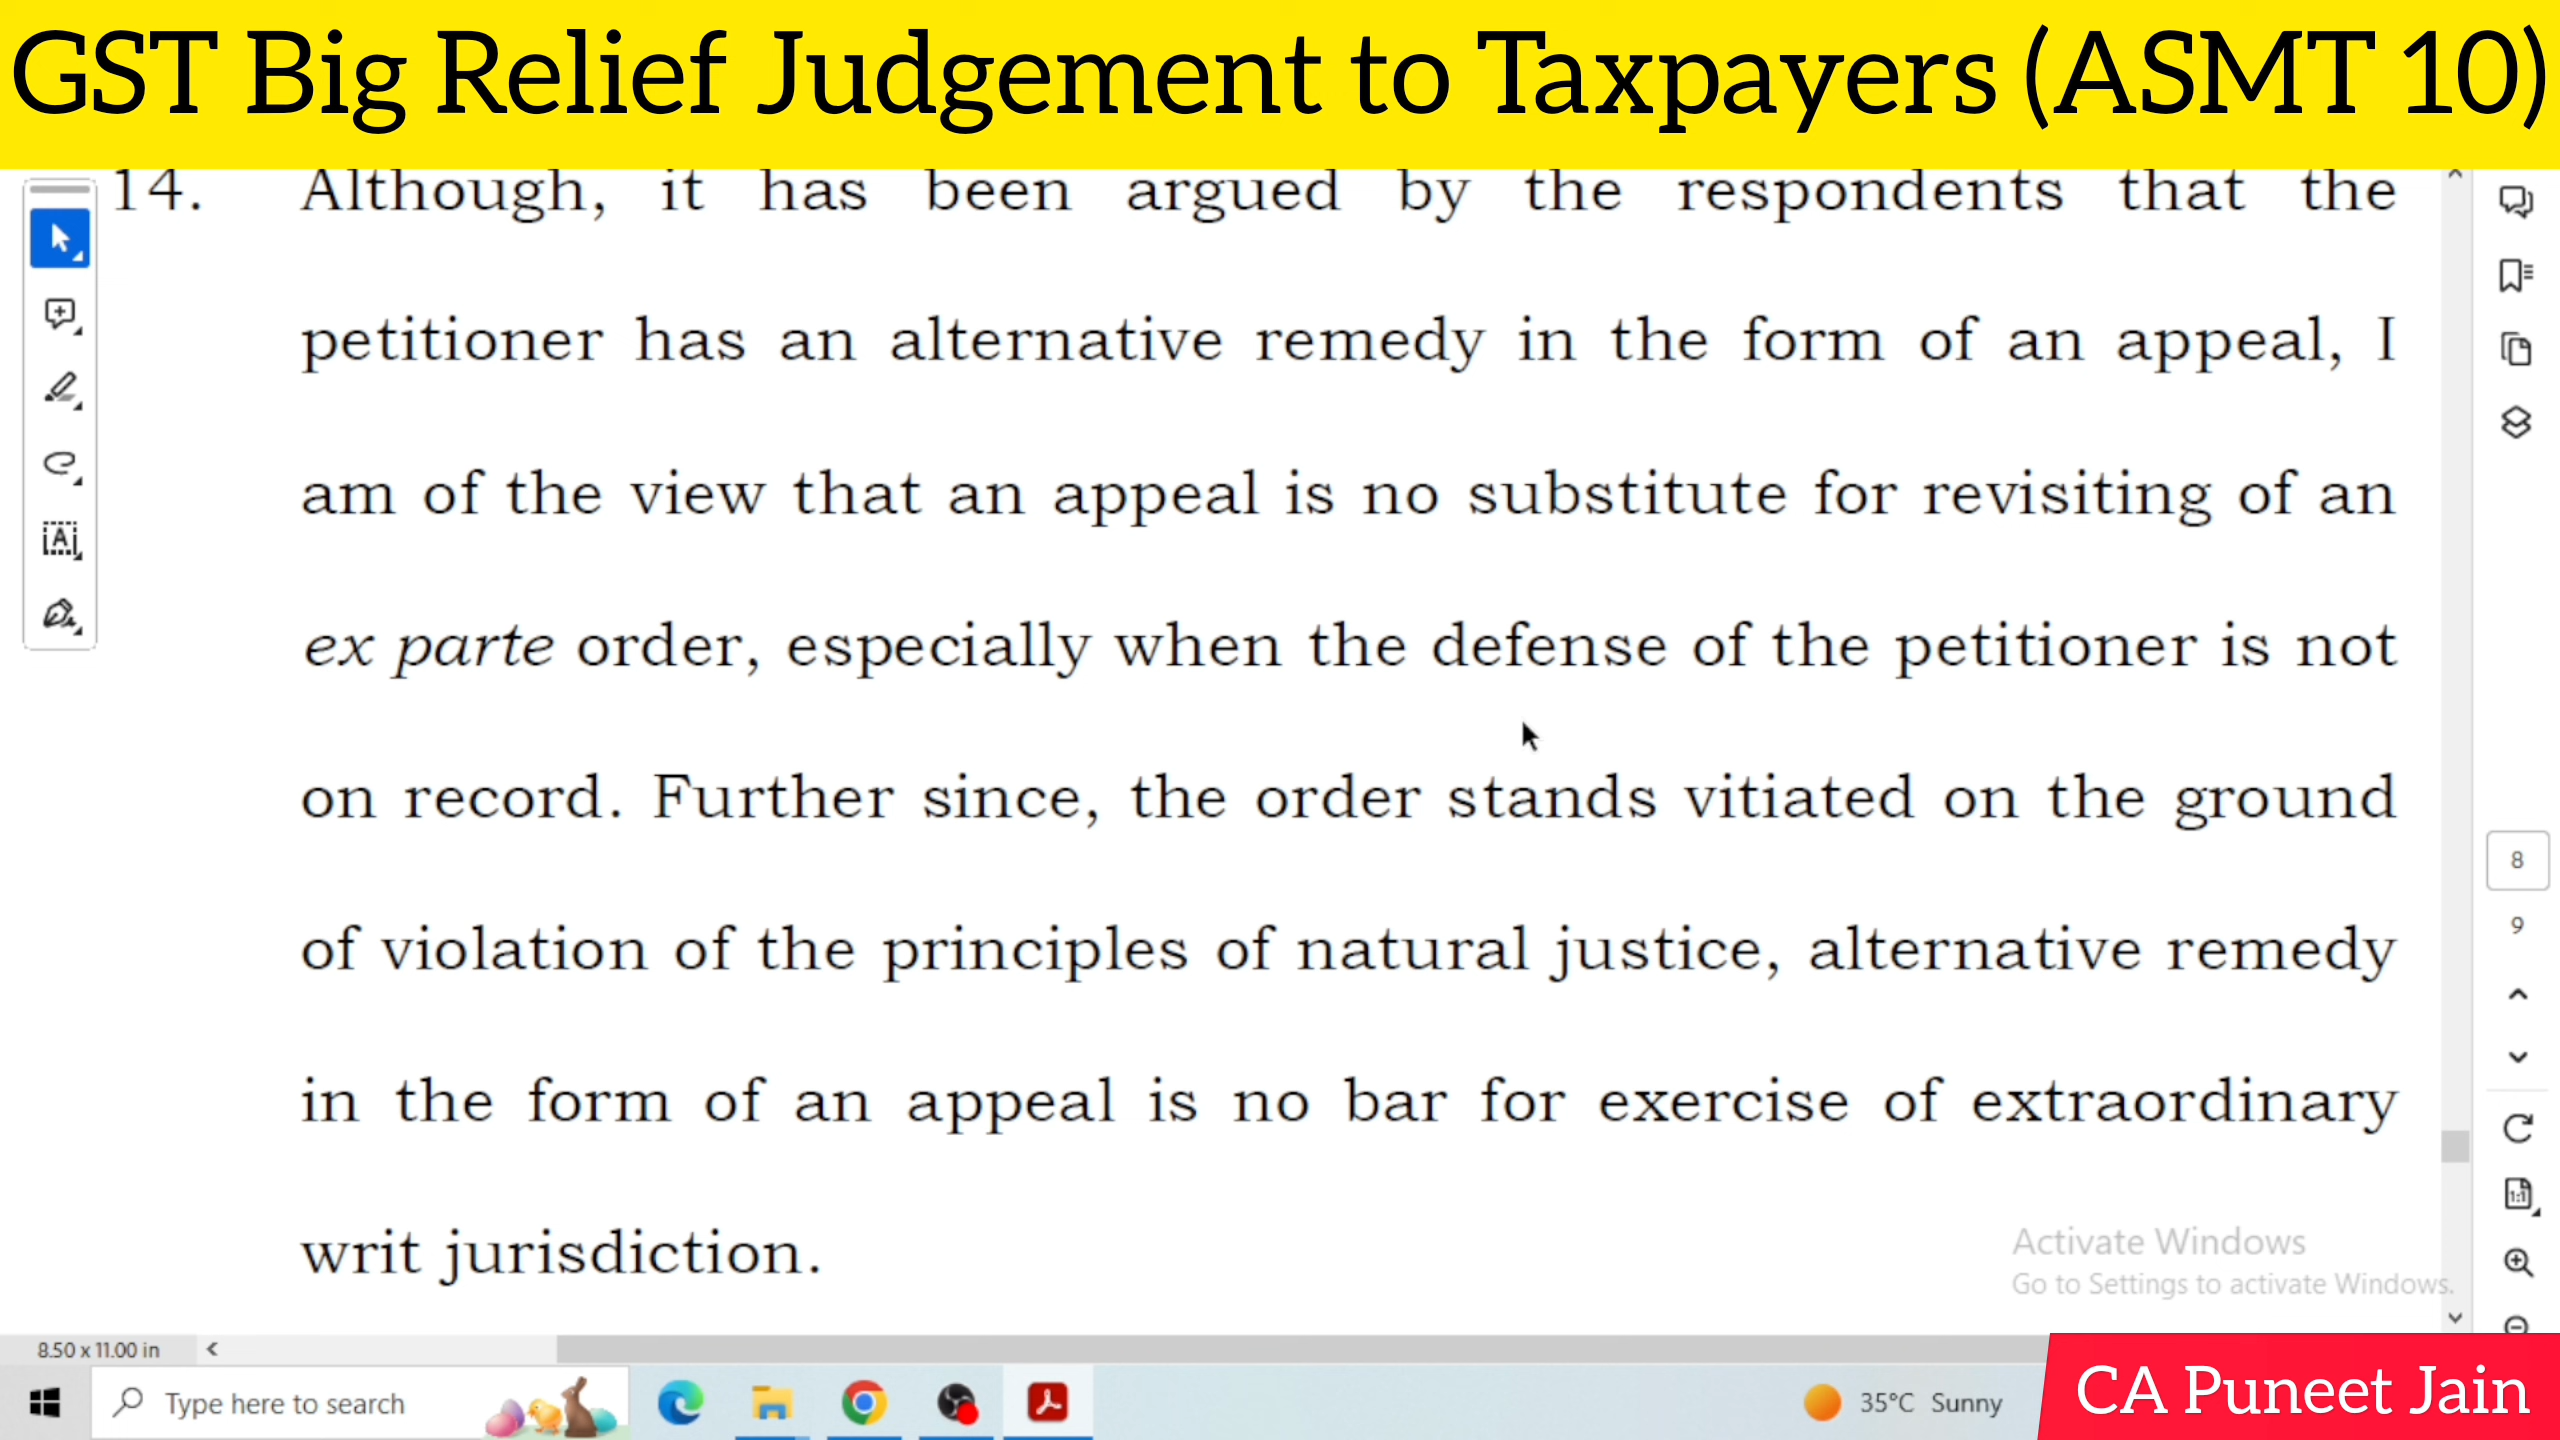 GST Big Relief Judgement to Taxpayers (ASMT 10)
14. Although, it has been argued by the respondents that the
petitioner has an alternative remedy in the form of an appeal, I
am of the view that an appeal is no substitute for revisiting of an
ex parte order, especially when the defense of the petitioner is not
on record. Further since, the order stands vitiated on the ground
of violation of the principles of natural justice, alternative remedy
in the form of an appeal is no bar for exercise of extraordinary
writ jurisdiction.
8
9
Activate Windows
Go to Settings to activate Windows.
8.50 x 11.00 in
Type here to search
35°C Sunny
CA Puneet Jain